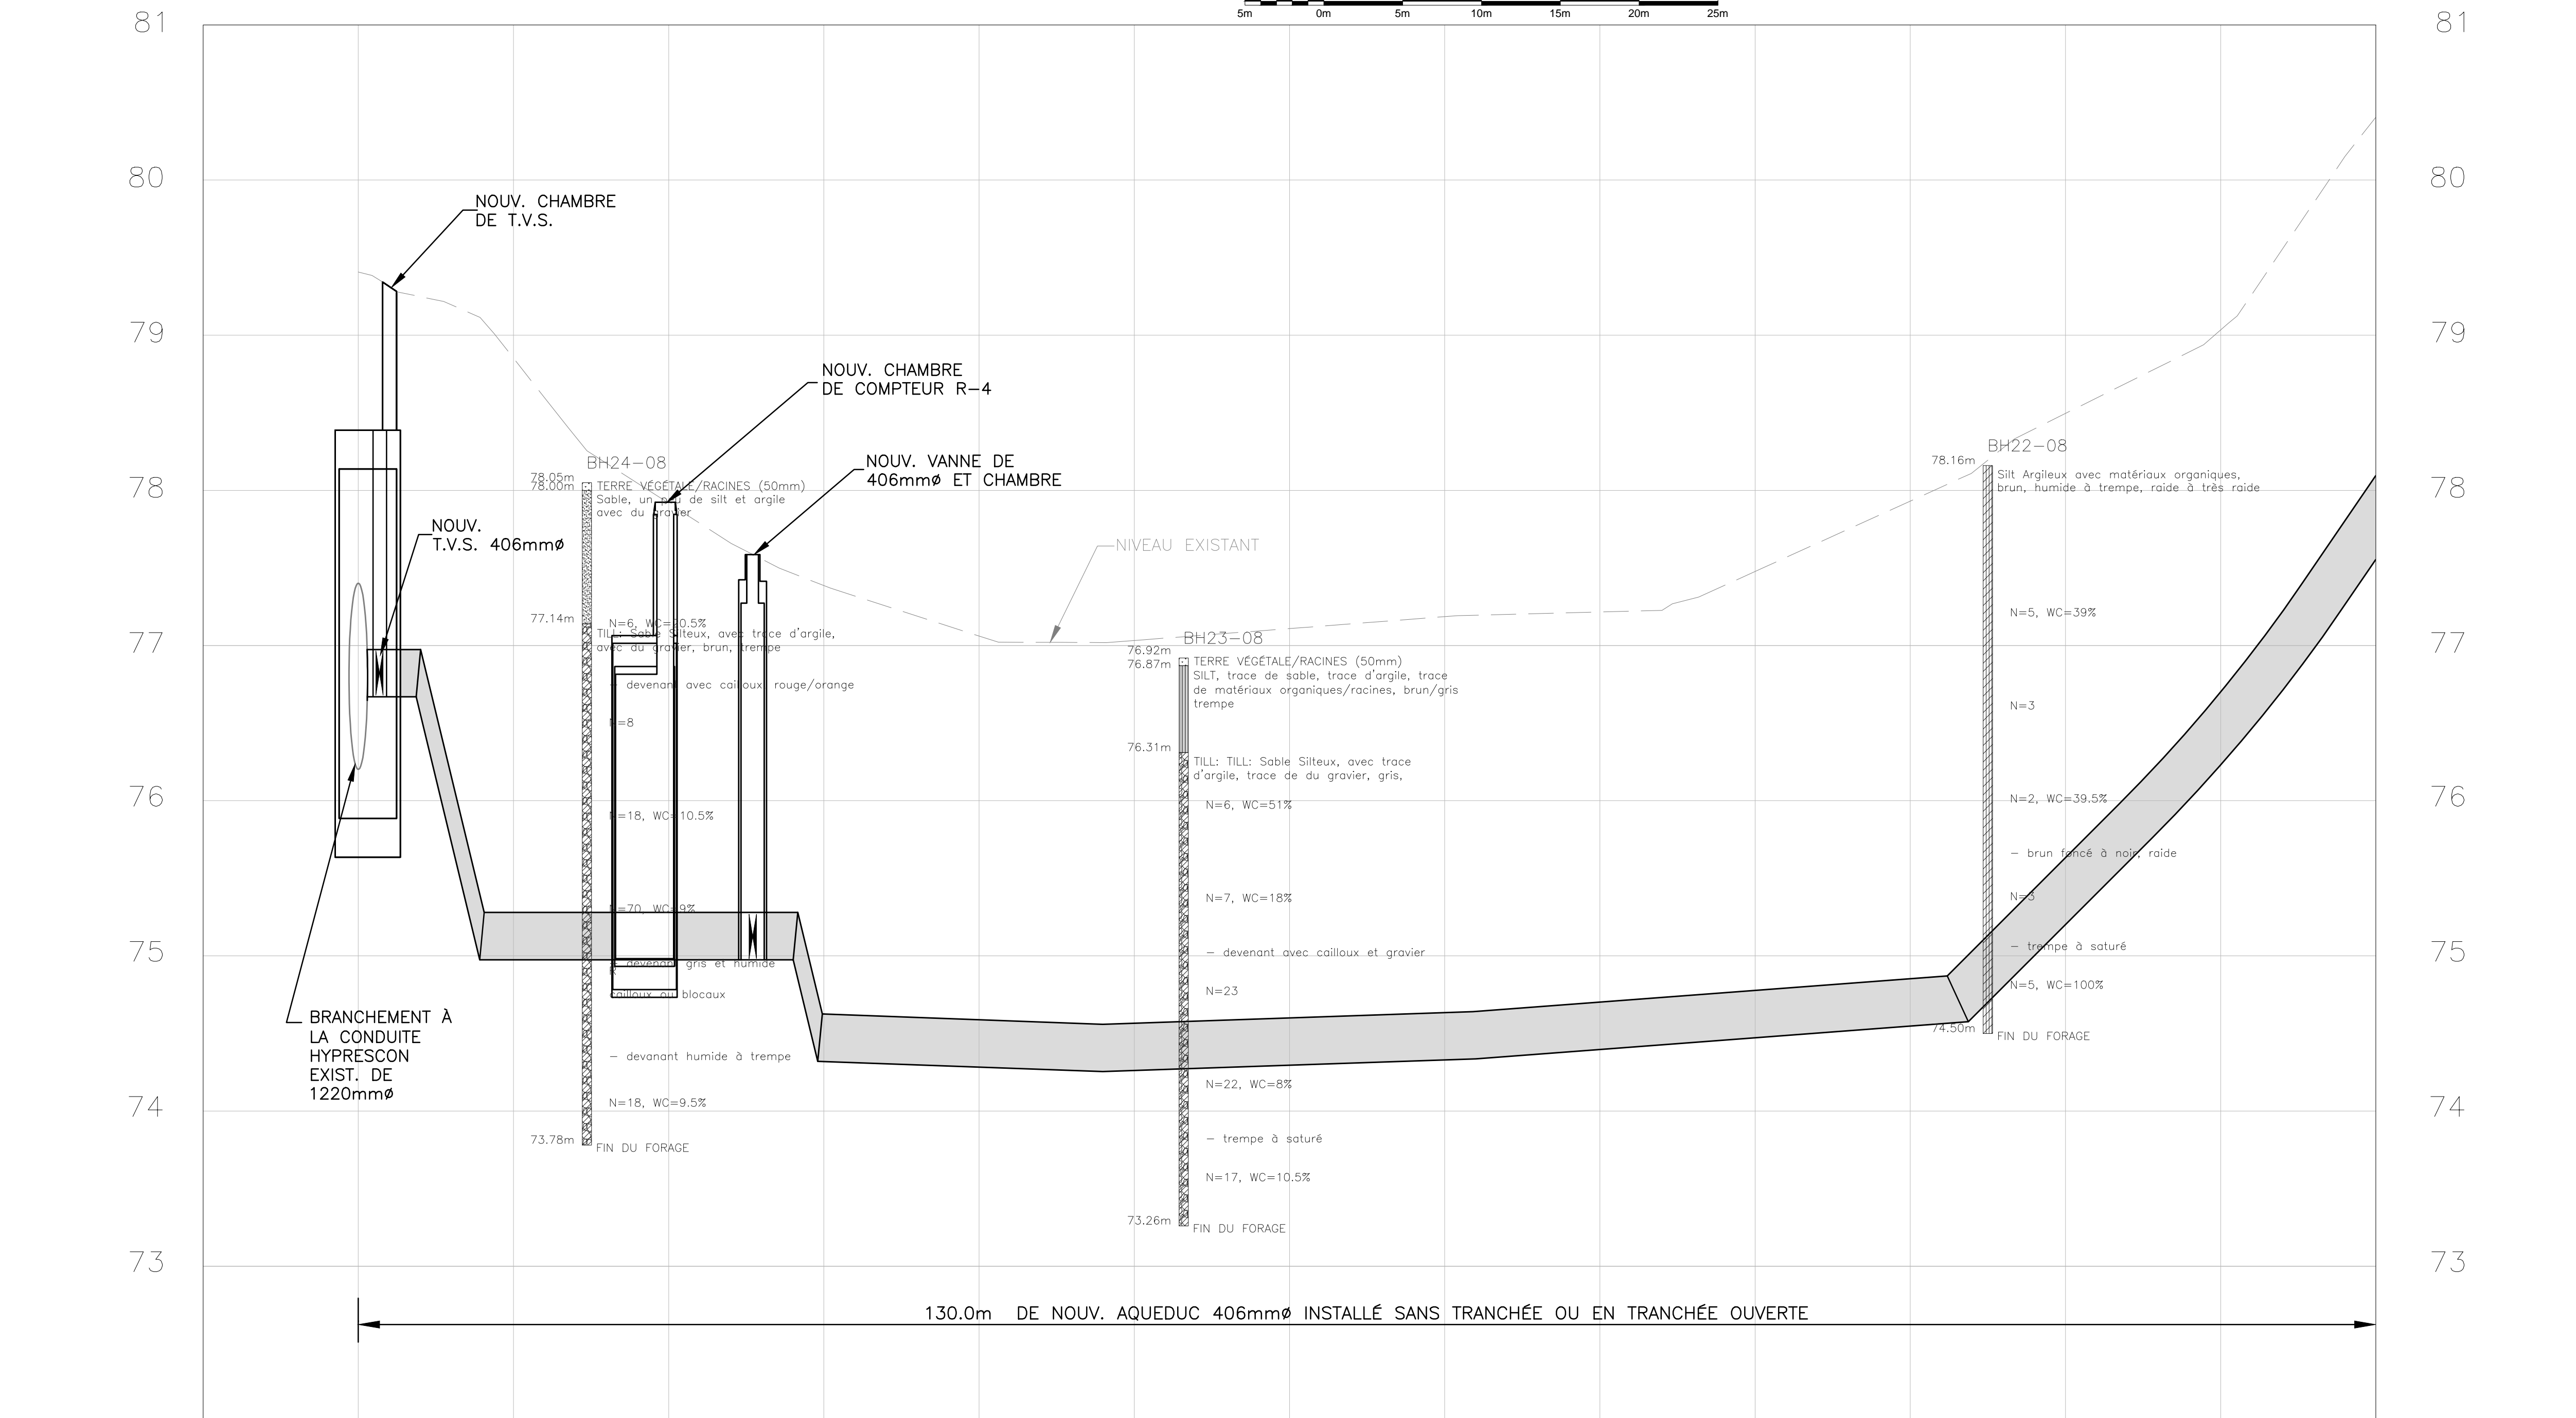 5m 0m 5m 10m 15m 20m 25m
81
81
80
80
79
79
78
78
77
77
76
76
75
75
74
74
73
73
NOUV. CHAMBRE
DE T.V.S.
NOUV. CHAMBRE
DE COMPTEUR R-4
NOUV. VANNE DE
406mmø ET CHAMBRE
NOUV.
T.V.S. 406mmø
BRANCHEMENT À
LA CONDUITE
HYPRESCON
EXIST. DE
1220mmø
NIVEAU EXISTANT
BH24-08
78.05m
78.00m
TERRE VÉGÉTALE/RACINES (50mm)
Sable, un peu de silt et argile
avec du gravier
77.14m
N=6, WC=20.5%
TILL: Sable Silteux, avec trace d'argile,
avec du gravier, brun, trempe
- devenant avec cailloux, rouge/orange
N=8
N=18, WC=10.5%
N=70, WC=9%
- devenant gris et humide
cailloux ou blocaux
- devanant humide à trempe
N=18, WC=9.5%
73.78m
FIN DU FORAGE
BH23-08
76.92m
76.87m
TERRE VÉGÉTALE/RACINES (50mm)
SILT, trace de sable, trace d'argile, trace
de matériaux organiques/racines, brun/gris
trempe
76.31m
TILL: TILL: Sable Silteux, avec trace
d'argile, trace de du gravier, gris,
N=6, WC=51%
N=7, WC=18%
- devenant avec cailloux et gravier
N=23
N=22, WC=8%
- trempe à saturé
N=17, WC=10.5%
73.26m
FIN DU FORAGE
BH22-08
78.16m
Silt Argileux avec matériaux organiques,
brun, humide à trempe, raide à très raide
N=5, WC=39%
N=3
N=2, WC=39.5%
- brun foncé à noir, raide
N=3
- trempe à saturé
N=5, WC=100%
74.50m
FIN DU FORAGE
130.0m DE NOUV. AQUEDUC 406mmø INSTALLÉ SANS TRANCHÉE OU EN TRANCHÉE OUVERTE